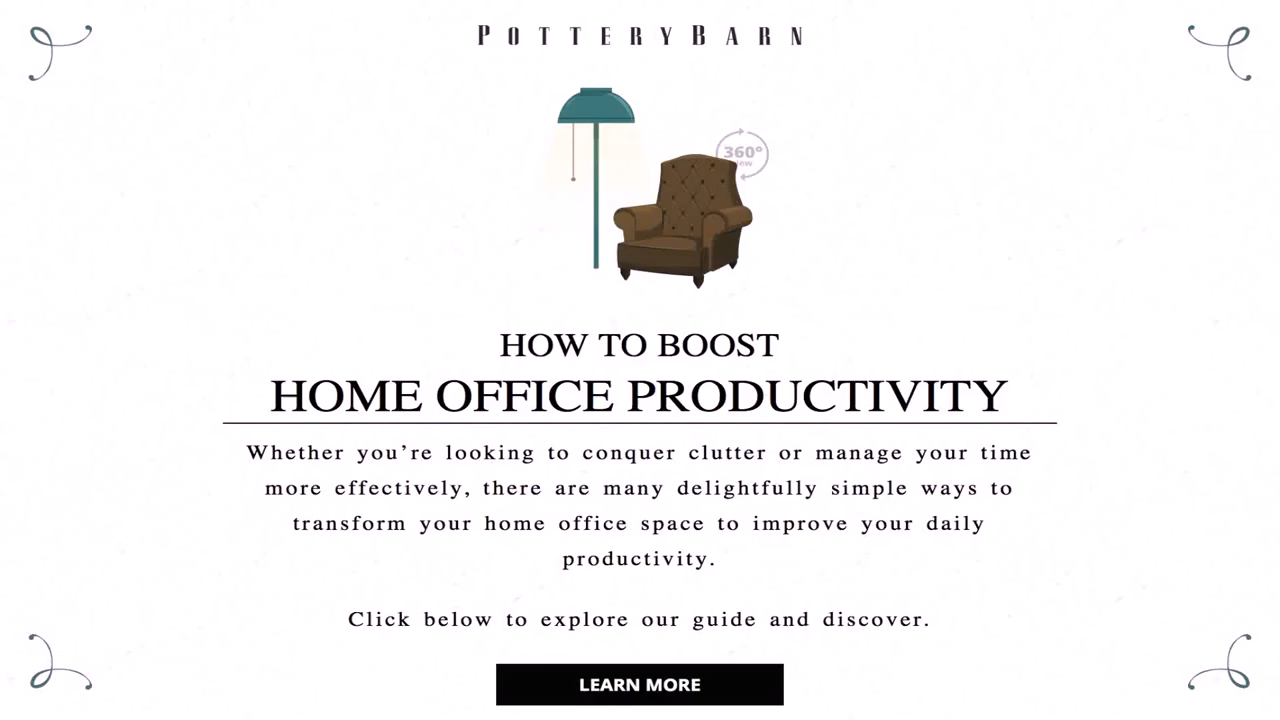 POTTERYBARN
360°
HOW TO BOOST
HOME OFFICE PRODUCTIVITY
Whether you’re looking to conquer clutter or manage your time
more effectively, there are many delightfully simple ways to
transform your home office space to improve your daily
productivity.
Click below to explore our guide and discover.
LEARN MORE